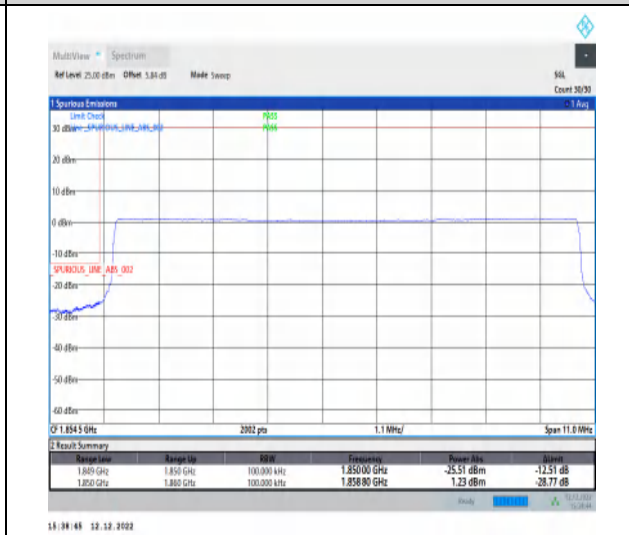 MultiView Spectrum
Ref Level 25.00 dBm Offset 5.84 dB Mode Sweep SGL
Count 30/30
1 Spurious Emissions 1 Avg
Limit Check PASS
30 dBm Line _SPURIOUS_LINE_ABS_002 PASS
20 dBm
10 dBm
0 dBm
-10 dBm
SPURIOUS_LINE_ABS_002
-20 dBm
-30 dBm
-40 dBm
-50 dBm
-60 dBm
CF 1.8545 GHz 2002 pts 1.1 MHz/ Span 11.0 MHz
2 Result Summary
Range Low Range Up RBW Frequency Power Abs ΔLimit
1.849 GHz 1.850 GHz 100.000 kHz 1.85000 GHz -25.51 dBm -12.51 dB
1.850 GHz 1.860 GHz 100.000 kHz 1.85880 GHz 1.23 dBm -28.77 dB
Ready
15:38:45 12.12.2022